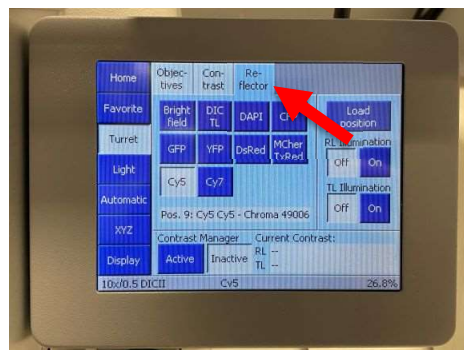 Home
Objec-
tives
Con-
trast
Re-
flector
Favorite
Bright
field
DIC
TL
DAPI
Load
position
Turret
GFP
YFP
DsRed
MCher
TxRed
RL Illumination
Off
On
Light
Cy5
Cy7
TL Illumination
Off
On
Automatic
Pos. 9: Cy5 Cy5 - Chroma 49006
XYZ
Contrast Manager
Current Contrast:
Active
Inactive
RL --
TL --
Display
10x/0.5 DICII
Cy5
26.8%